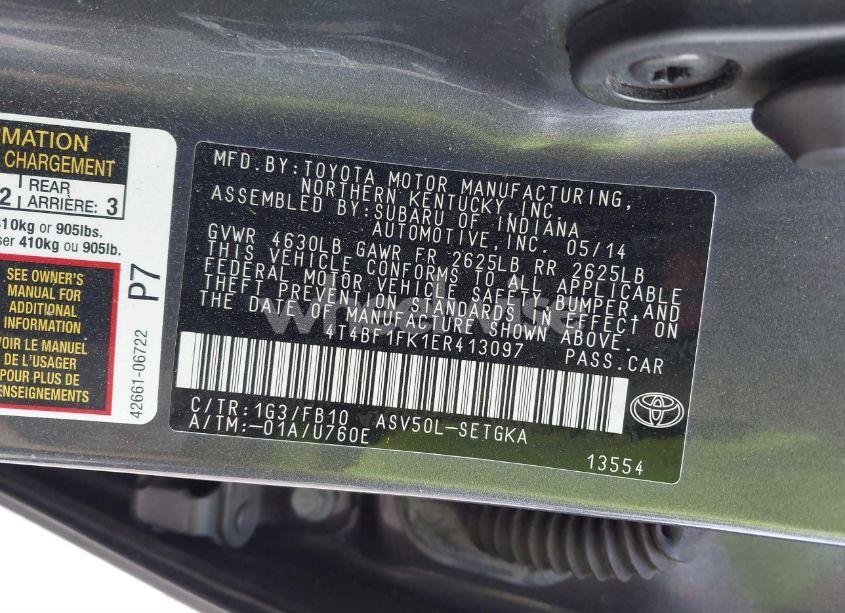 MATION
CHARGEMENT
2 REAR
ARRIÈRE: 3
410kg or 905lbs.
ser 410kg ou 905lb.
SEE OWNER'S
MANUAL FOR
ADDITIONAL
INFORMATION
VOIR LE MANUEL
DE L'USAGER
POUR PLUS DE
RENSEIGNEMENTS
P7
42661-06722
MFD.BY:TOYOTA MOTOR MANUFACTURING,
NORTHERN KENTUCKY,INC.
ASSEMBLED BY:SUBARU OF INDIANA
AUTOMOTIVE,INC. 05/14
GVWR 4630LB GAWR FR 2625LB RR 2625LB
THIS VEHICLE CONFORMS TO ALL APPLICABLE
FEDERAL MOTOR VEHICLE SAFETY,BUMPER,AND
THEFT PREVENTION STANDARDS IN EFFECT ON
THE DATE OF MANUFACTURE SHOWN ABOVE.
4T4BF1FK1ER413097 PASS.CAR
C/TR:1G3/FB10 ASV50L-SETGKA
A/TM:-01A/U760E
13554
TOYOTA